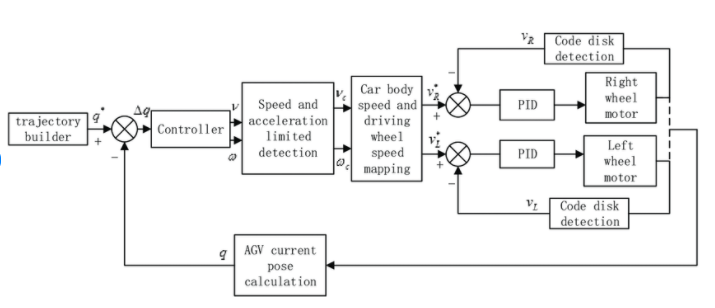 v_R
Code disk
detection
−
Right
wheel
motor
trajectory
builder
q*
+
−
Δq
Controller
v
ω
Speed and
acceleration
limited
detection
v_c
ω_c
Car body
speed and
driving
wheel
speed
mapping
v_R*
+
PID
v_L*
+
−
PID
Left
wheel
motor
v_L
Code disk
detection
q
AGV current
pose
calculation